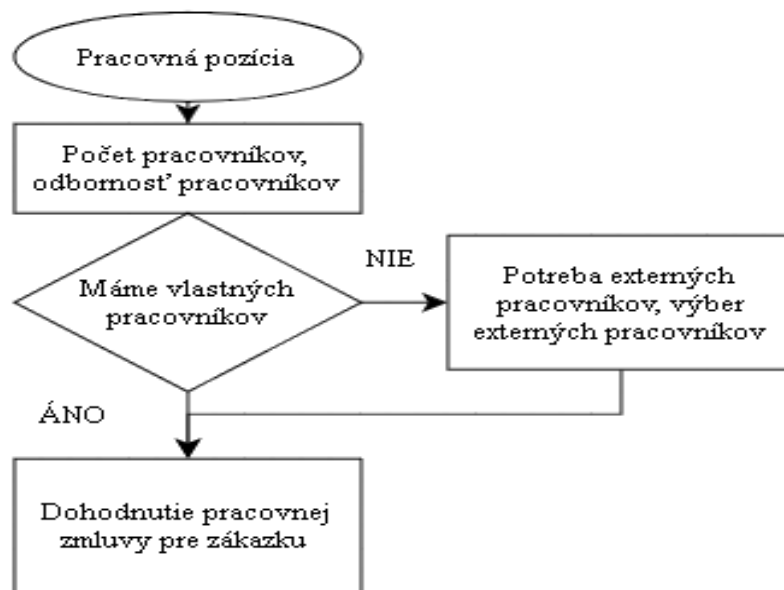 Pracovná pozícia
Počet pracovníkov,
odbornosť pracovníkov
Máme vlastných
pracovníkov
NIE
Potreba externých
pracovníkov, výber
externých pracovníkov
ÁNO
Dohodnutie pracovnej
zmluvy pre zákazku